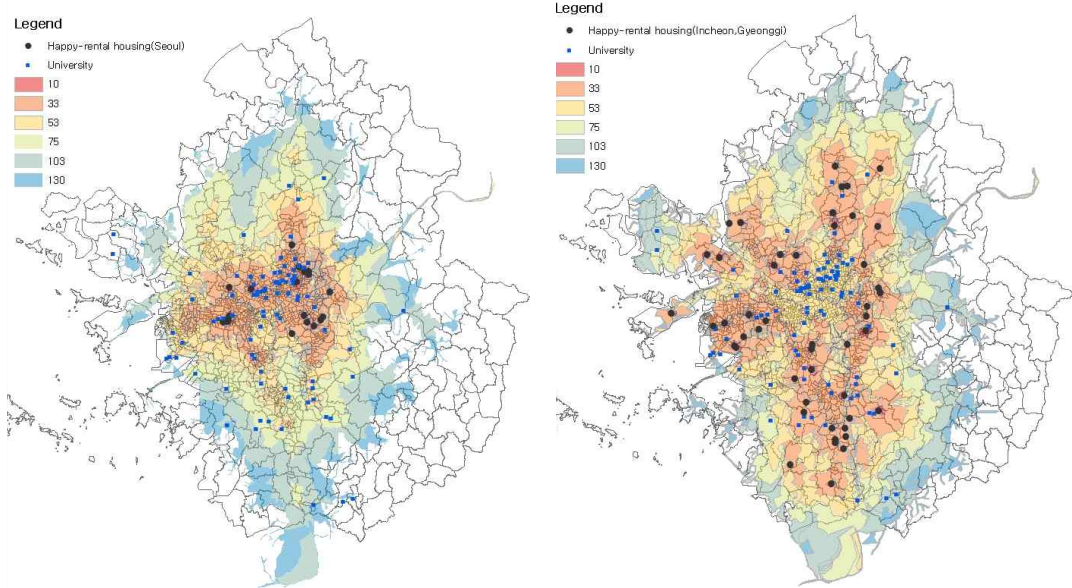 Legend
Happy-rental housing(Seoul)
University
10
33
53
75
103
130
Legend
Happy-rental housing(Incheon,Gyeonggi)
University
10
33
53
75
103
130